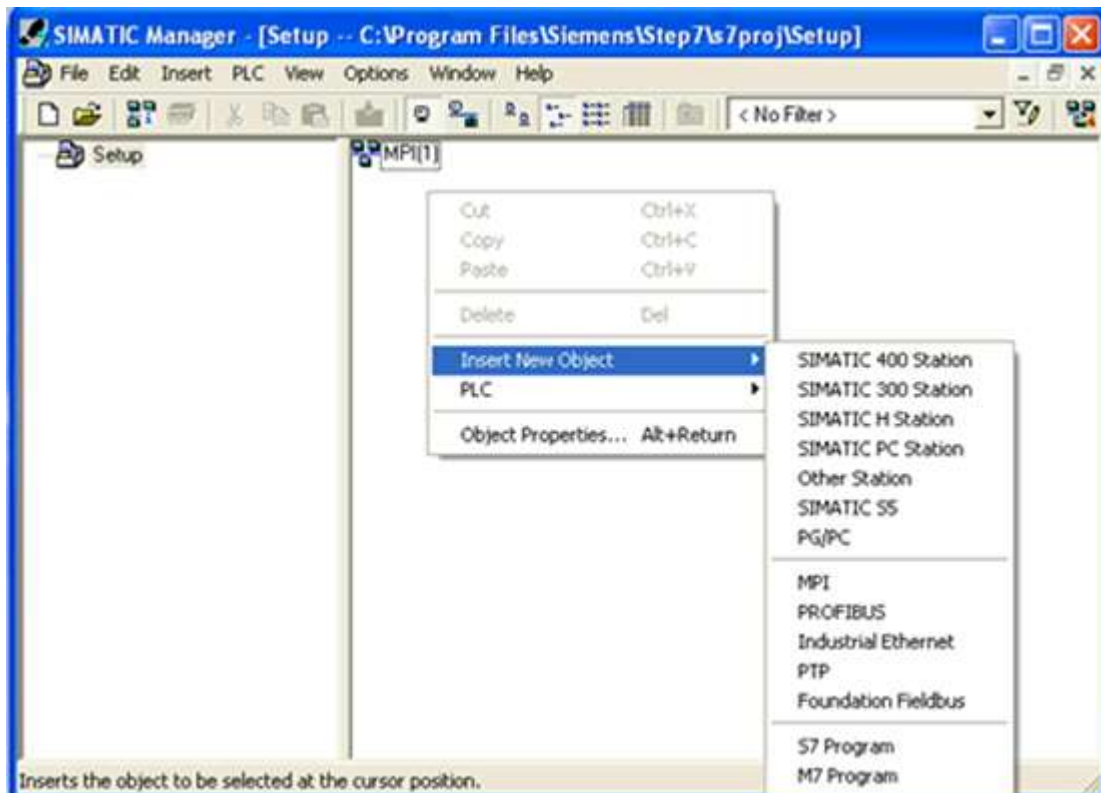 SIMATIC Manager - [Setup -- C:\Program Files\Siemens\Step7\s7proj\Setup]
File Edit Insert PLC View Options Window Help
< No Filter >
Setup
MPI(1)
Cut Ctrl+X
Copy Ctrl+C
Paste Ctrl+V
Delete Del
Insert New Object
PLC
Object Properties... Alt+Return
SIMATIC 400 Station
SIMATIC 300 Station
SIMATIC H Station
SIMATIC PC Station
Other Station
SIMATIC S5
PG/PC
MPI
PROFIBUS
Industrial Ethernet
PTP
Foundation Fieldbus
S7 Program
M7 Program
Inserts the object to be selected at the cursor position.